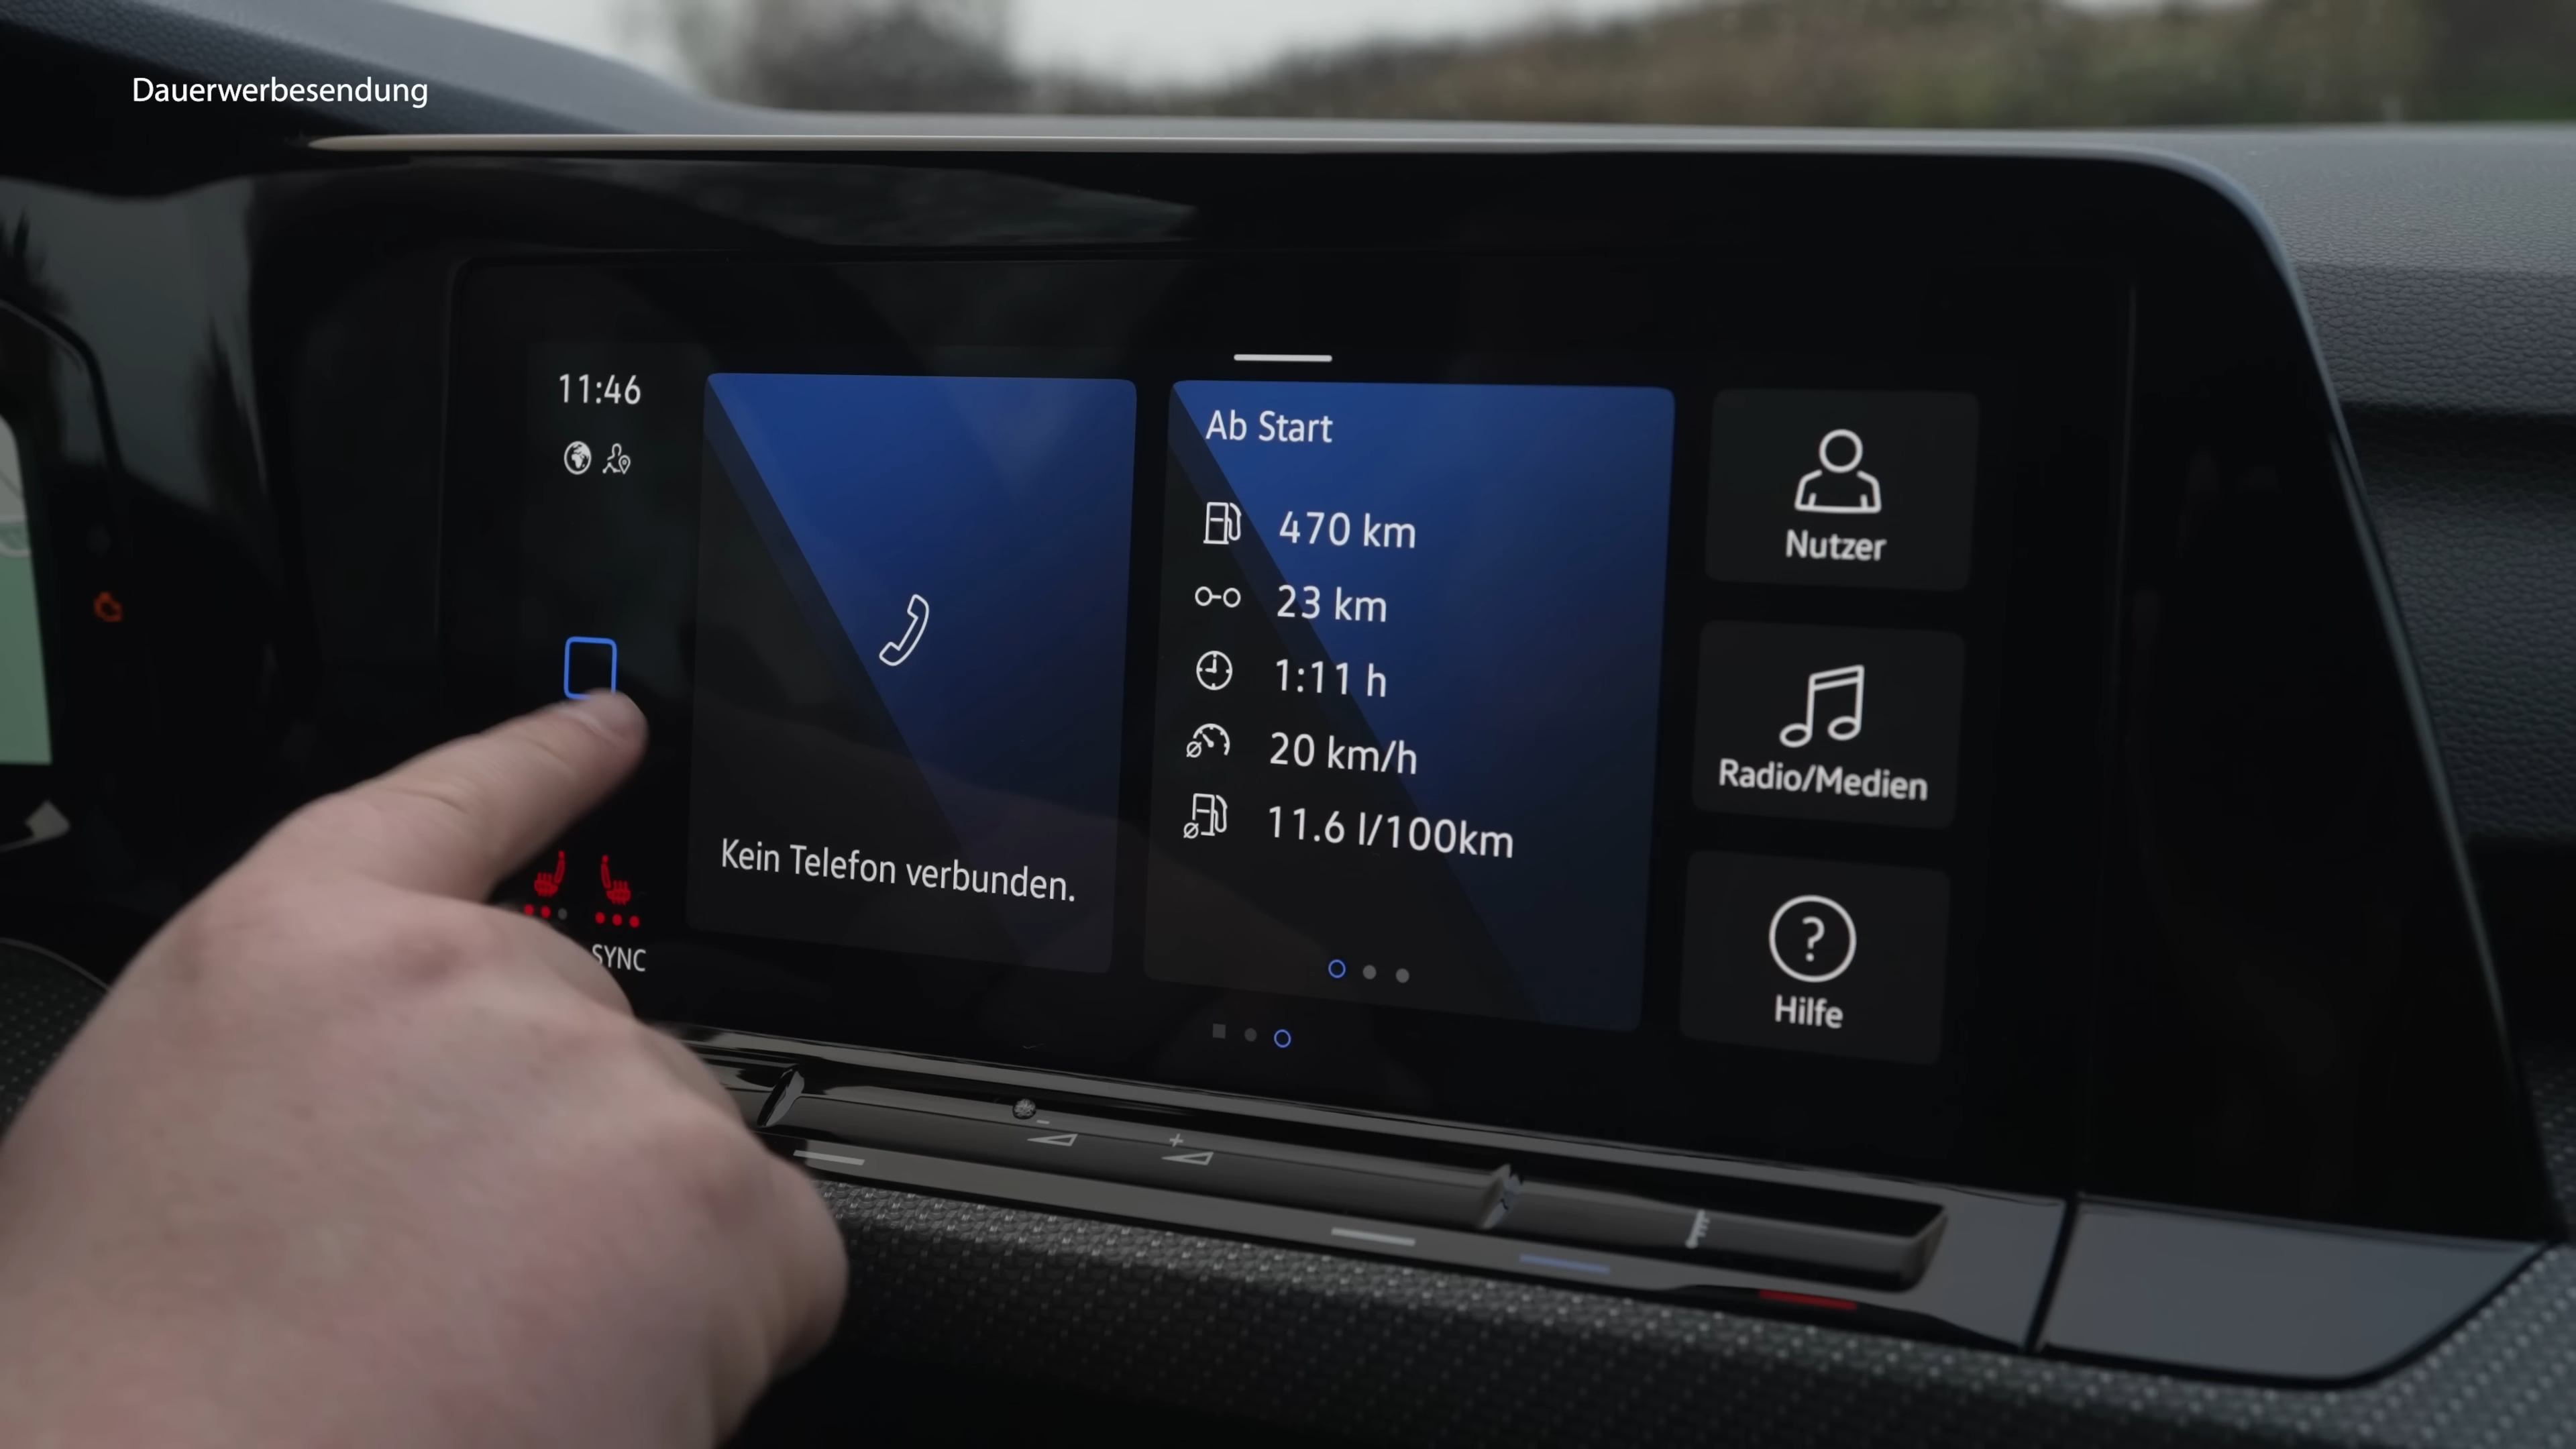 Dauerwerbesendung
11:46
SYNC
Kein Telefon verbunden.
Ab Start
470 km
23 km
1:11 h
20 km/h
11.6 l/100km
Nutzer
Radio/Medien
?
Hilfe
-
+